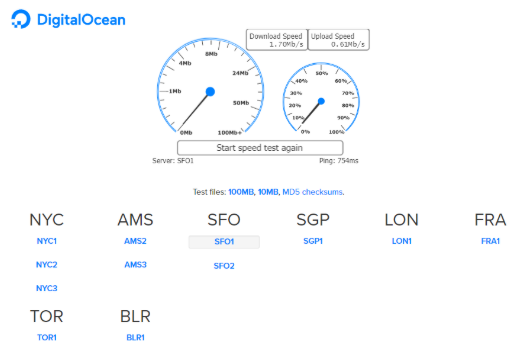 DigitalOcean
Download Speed Upload Speed
1.70Mb/s 0.61Mb/s
8Mb
4Mb 24Mb
1Mb 50Mb
0Mb 100Mb+
50%
40% 60%
30% 70%
20% 80%
10% 90%
0% 100%
Start speed test again
Server: SFO1 Ping: 754ms
Test files: 100MB, 10MB, MD5 checksums.
NYC AMS SFO SGP LON FRA
NYC1 AMS2 SFO1 SGP1 LON1 FRA1
NYC2 AMS3 SFO2
NYC3
TOR BLR
TOR1 BLR1